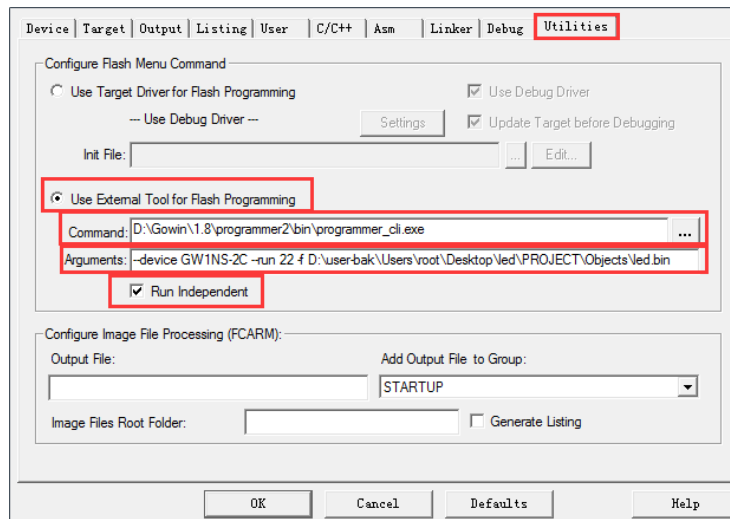 Device Target Output Listing User C/C++ Asm Linker Debug Utilities
Configure Flash Menu Command
Use Target Driver for Flash Programming
Use Debug Driver
--- Use Debug Driver ---
Settings
Update Target before Debugging
Init File:
...
Edit...
Use External Tool for Flash Programming
Command: D:\Gowin\1.8\programmer2\bin\programmer_cli.exe
...
Arguments: --device GW1NS-2C --run 22 -f D:\user-bak\Users\root\Desktop\led\PROJECT\Objects\led.bin
Run Independent
Configure Image File Processing (FCARM):
Output File:
Add Output File to Group:
STARTUP
Image Files Root Folder:
Generate Listing
OK Cancel Defaults Help